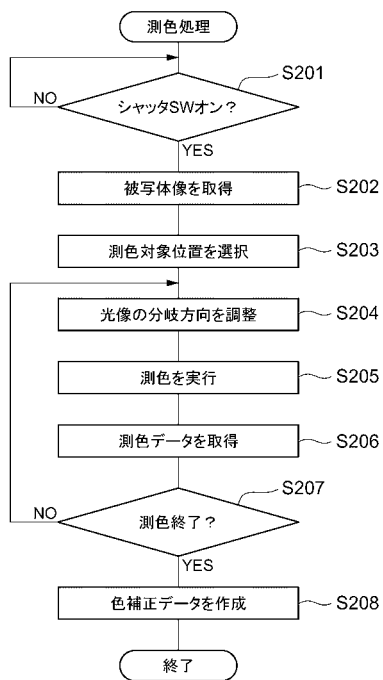 測色処理
S201
シャッタSWオン？
NO
YES
被写体像を取得
S202
測色対象位置を選択
S203
光像の分岐方向を調整
S204
測色を実行
S205
測色データを取得
S206
S207
測色終了？
NO
YES
色補正データを作成
S208
終了